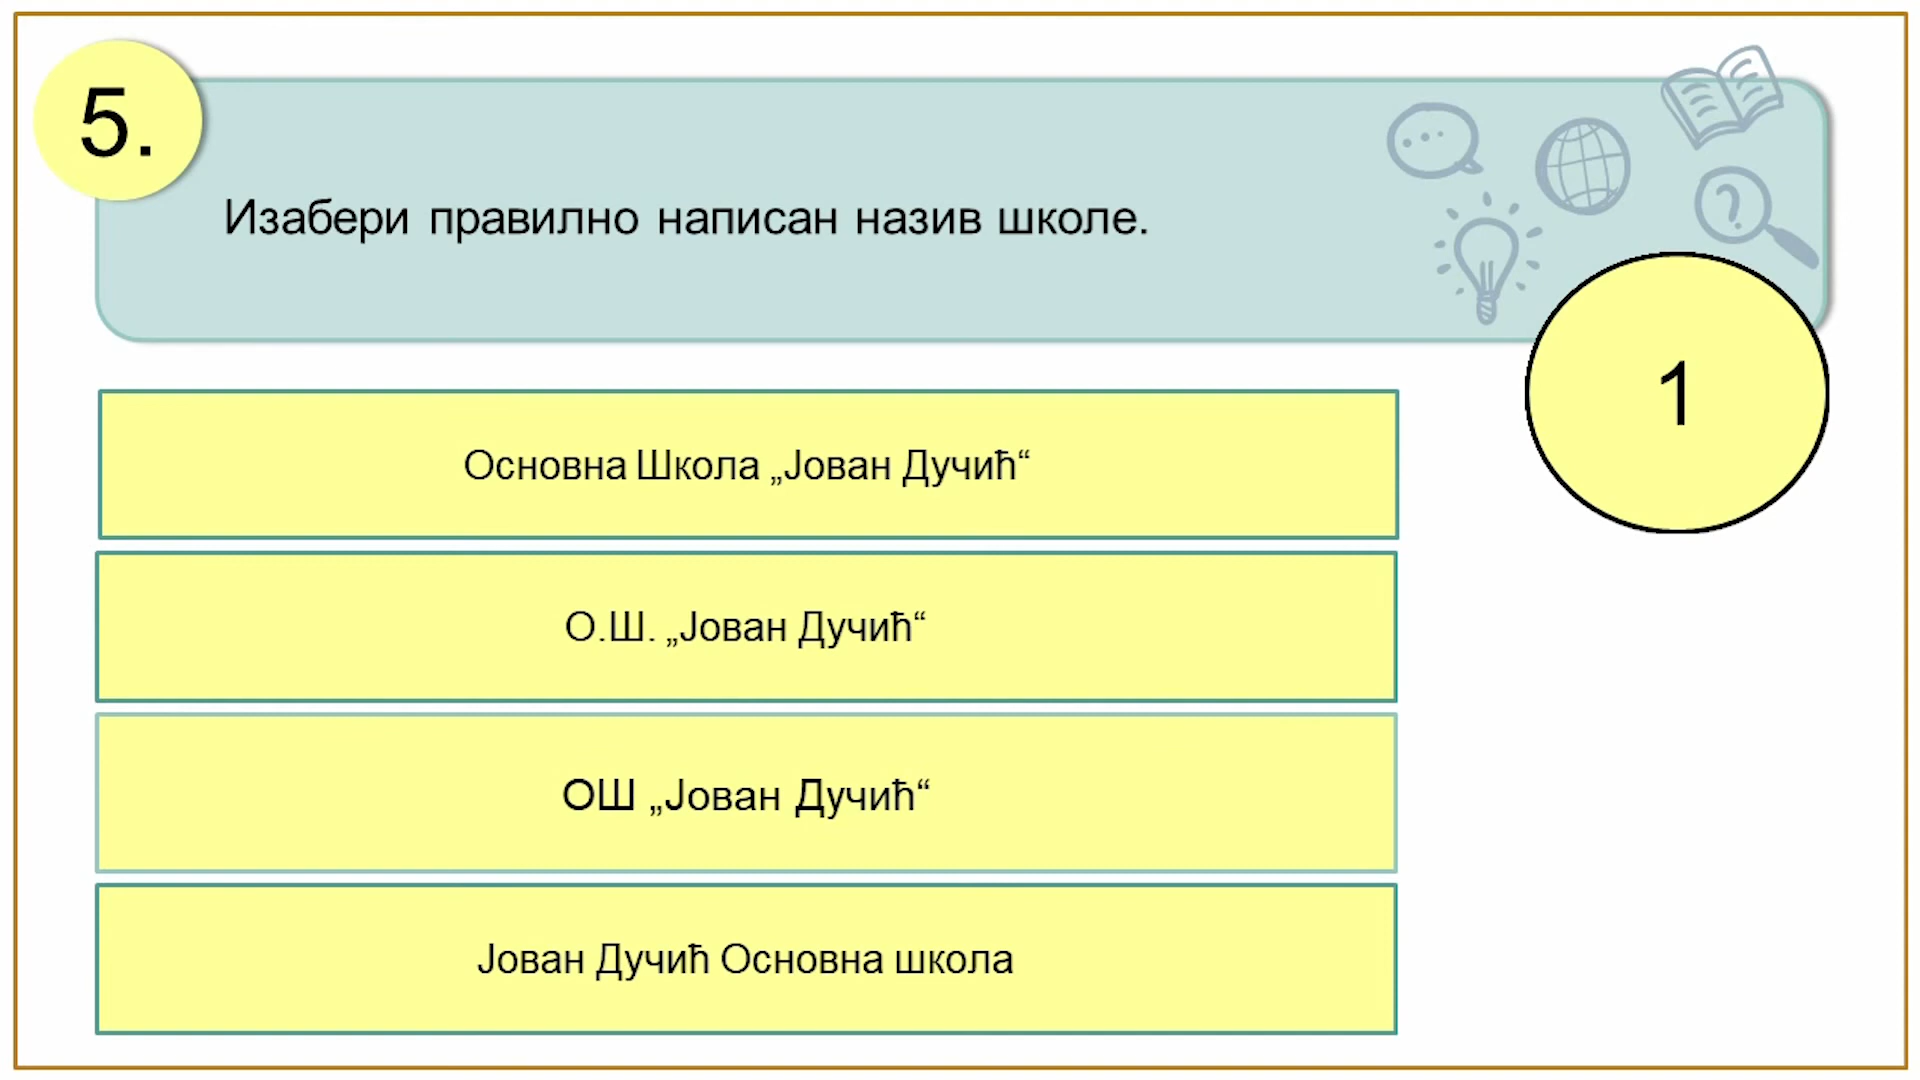 5.
Изабери правилно написан назив школе.
1
Основна Школа „Јован Дучић“
О.Ш. „Јован Дучић“
ОШ „Јован Дучић“
Јован Дучић Основна школа